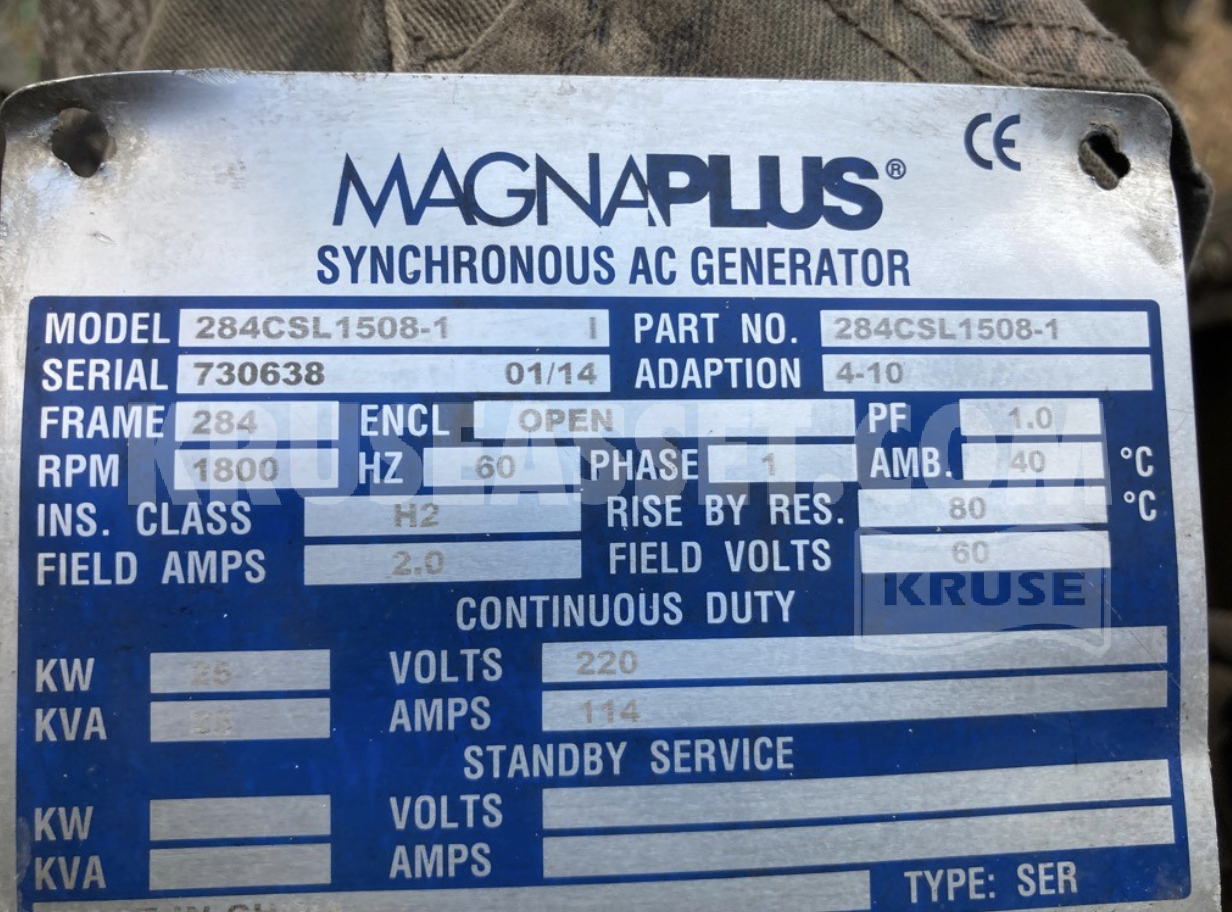 MAGNAPLUS® CE
SYNCHRONOUS AC GENERATOR
MODEL 284CSL1508-1 I PART NO. 284CSL1508-1
SERIAL 730638 01/14 ADAPTION 4-10
FRAME 284 ENCL OPEN PF 1.0
KRUSEASSET.COM
RPM 1800 HZ 60 PHASE 1 AMB. 40 °C
INS. CLASS H2 RISE BY RES. 80 °C
FIELD AMPS 2.0 FIELD VOLTS 60
KRUSE
CONTINUOUS DUTY
KW 25 VOLTS 220
KVA AMPS 114
STANDBY SERVICE
KW VOLTS
KVA AMPS
TYPE: SER